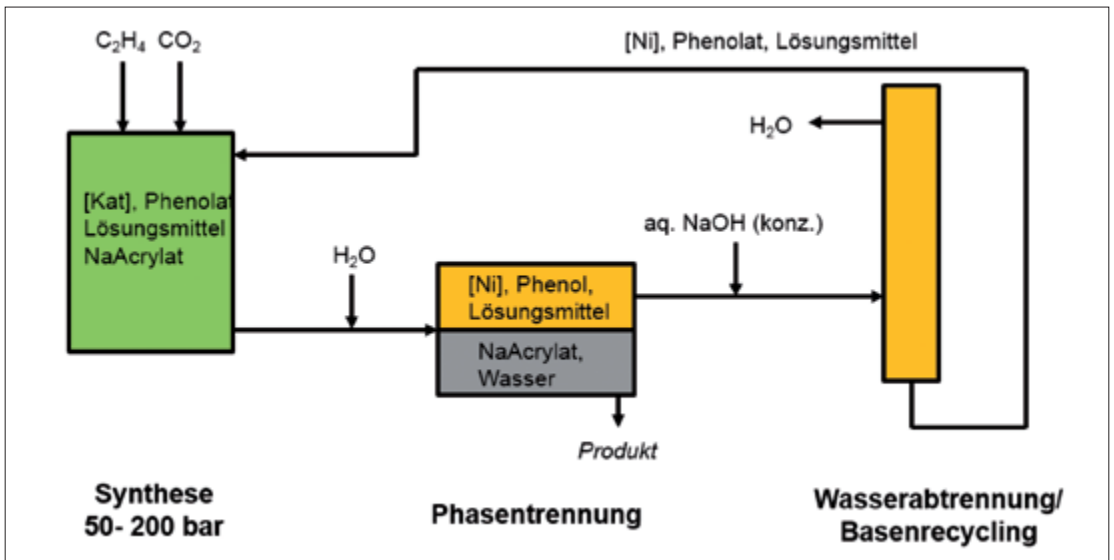 C₂H₄ CO₂
[Ni], Phenolat, Lösungsmittel
H₂O
[Kat], Phenolat
Lösungsmittel
NaAcrylat
aq. NaOH (konz.)
H₂O
[Ni], Phenol,
Lösungsmittel
NaAcrylat,
Wasser
Produkt
Synthese
50- 200 bar
Phasentrennung
Wasserabtrennung/
Basenrecycling